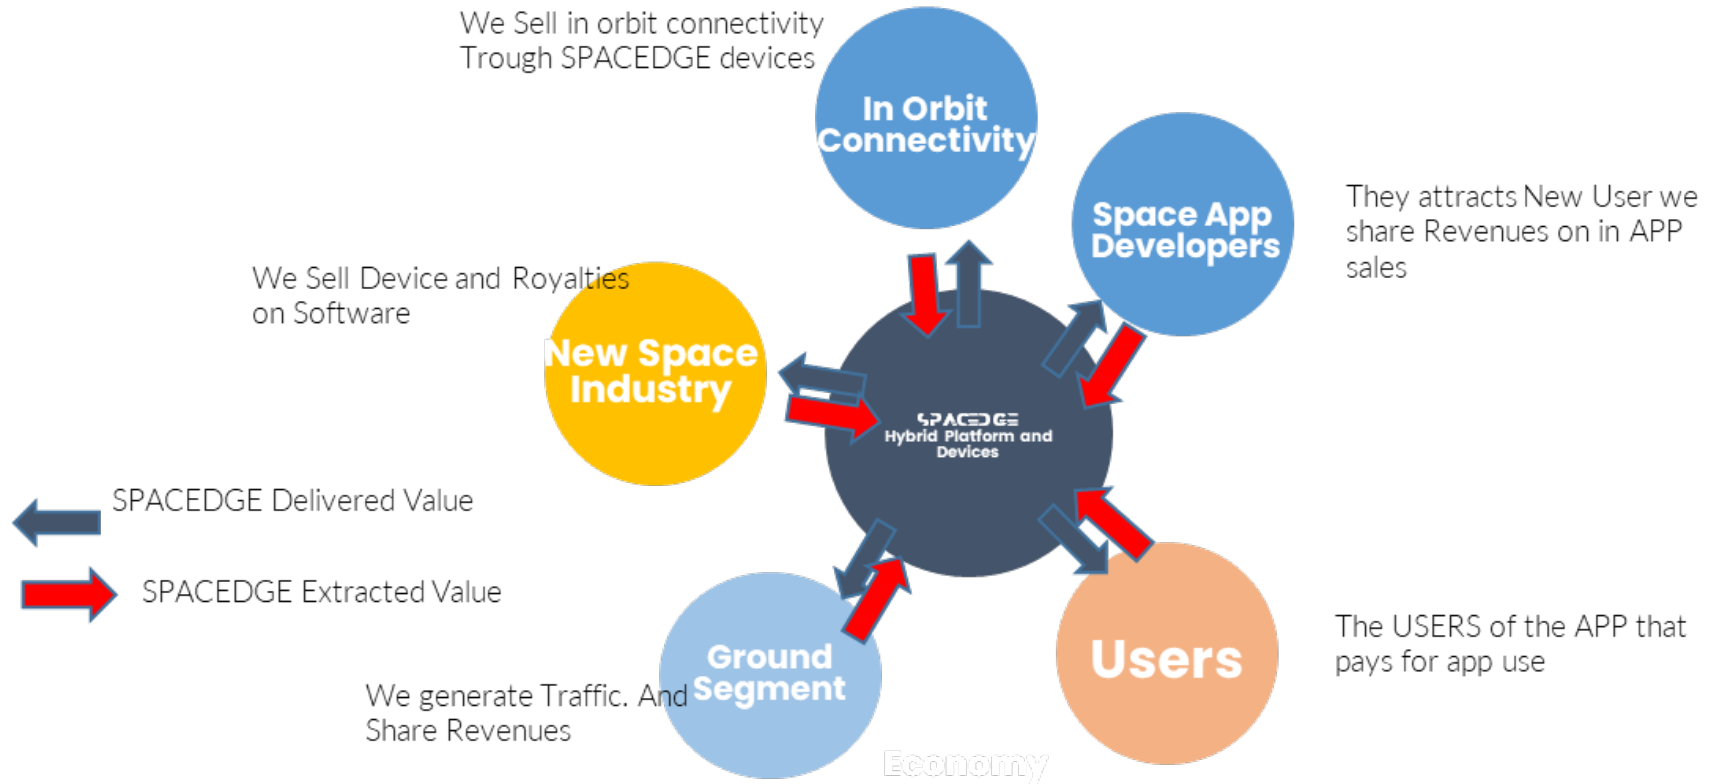 We Sell in orbit connectivity
Trough SPACEDGE devices
In Orbit
Connectivity
Space App
Developers
They attracts New User we
share Revenues on in APP
sales
We Sell Device and Royalties
on Software
New Space
Industry
SPACEDGE
Hybrid Platform and
Devices
SPACEDGE Delivered Value
SPACEDGE Extracted Value
Ground
Segment
We generate Traffic. And
Share Revenues
Users
The USERS of the APP that
pays for app use
Economy